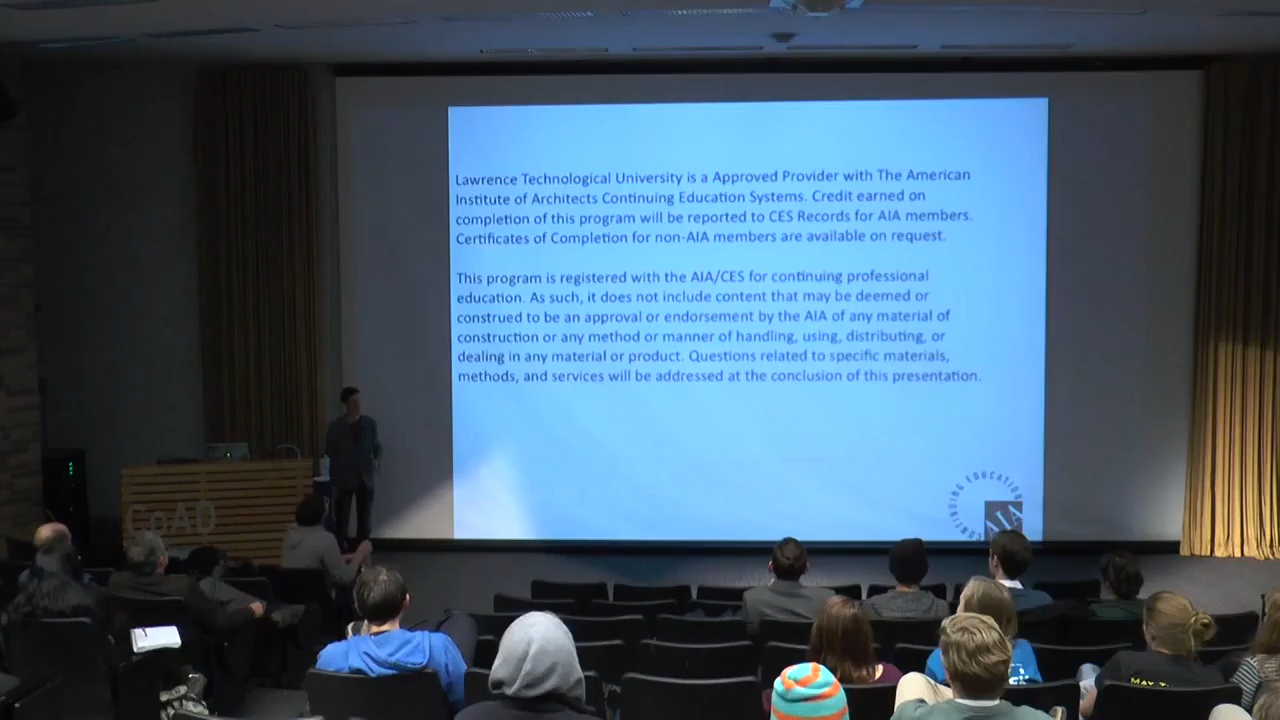 Lawrence Technological University is a Approved Provider with The American
Institute of Architects Continuing Education Systems. Credit earned on
completion of this program will be reported to CES Records for AIA members.
Certificates of Completion for non-AIA members are available on request.
This program is registered with the AIA/CES for continuing professional
education. As such, it does not include content that may be deemed or
construed to be an approval or endorsement by the AIA of any material of
construction or any method or manner of handling, using, distributing, or
dealing in any material or product. Questions related to specific materials,
methods, and services will be addressed at the conclusion of this presentation.
CONTINUING EDUCATION
AIA
CoAD